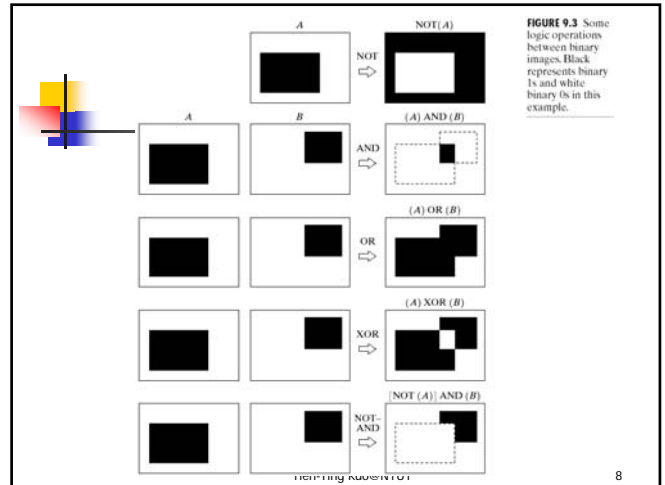 A NOT(A)
NOT
FIGURE 9.3 Some
logic operations
between binary
images. Black
represents binary
1s and white
binary 0s in this
example.
A B (A) AND (B)
AND
(A) OR (B)
OR
(A) XOR (B)
XOR
[NOT (A)] AND (B)
NOT-
AND
8